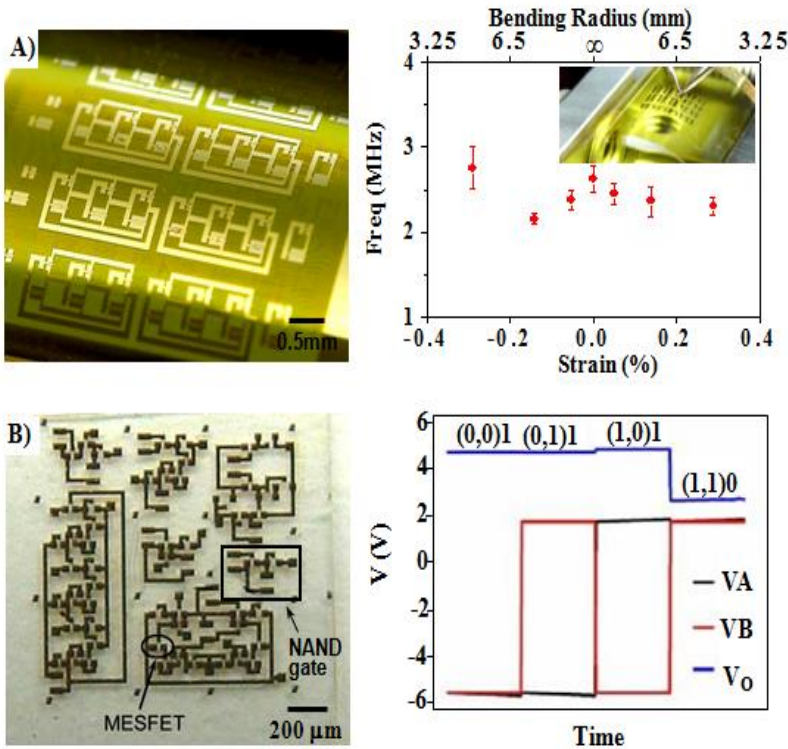 A)
0.5mm
Bending Radius (mm)
3.25 6.5 ∞ 6.5 3.25
4
3
2
1
Freq (MHz)
-0.4 -0.2 0.0 0.2 0.4
Strain (%)
B)
NAND
gate
MESFET
200 µm
6
4
2
0
-2
-4
-6
V (V)
(0,0)1 (0,1)1 (1,0)1
(1,1)0
VA
VB
VO
Time